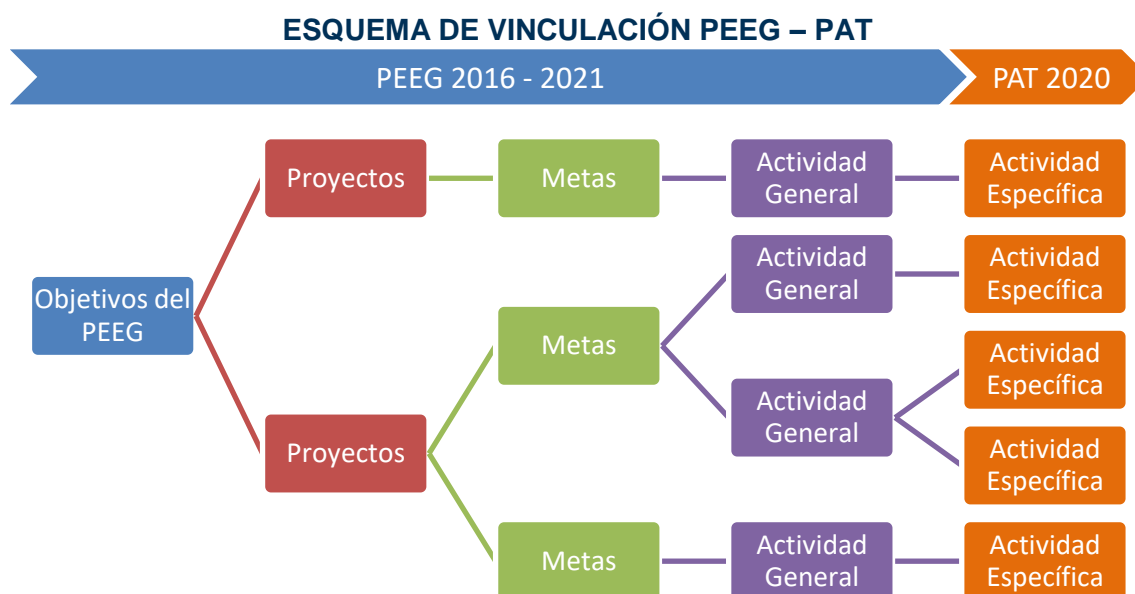 ESQUEMA DE VINCULACIÓN PEEG – PAT
PEEG 2016 - 2021
PAT 2020
Proyectos
Metas
Actividad
General
Actividad
Específica
Actividad
General
Actividad
Específica
Objetivos del
PEEG
Metas
Actividad
Específica
Actividad
General
Proyectos
Actividad
Específica
Metas
Actividad
General
Actividad
Específica